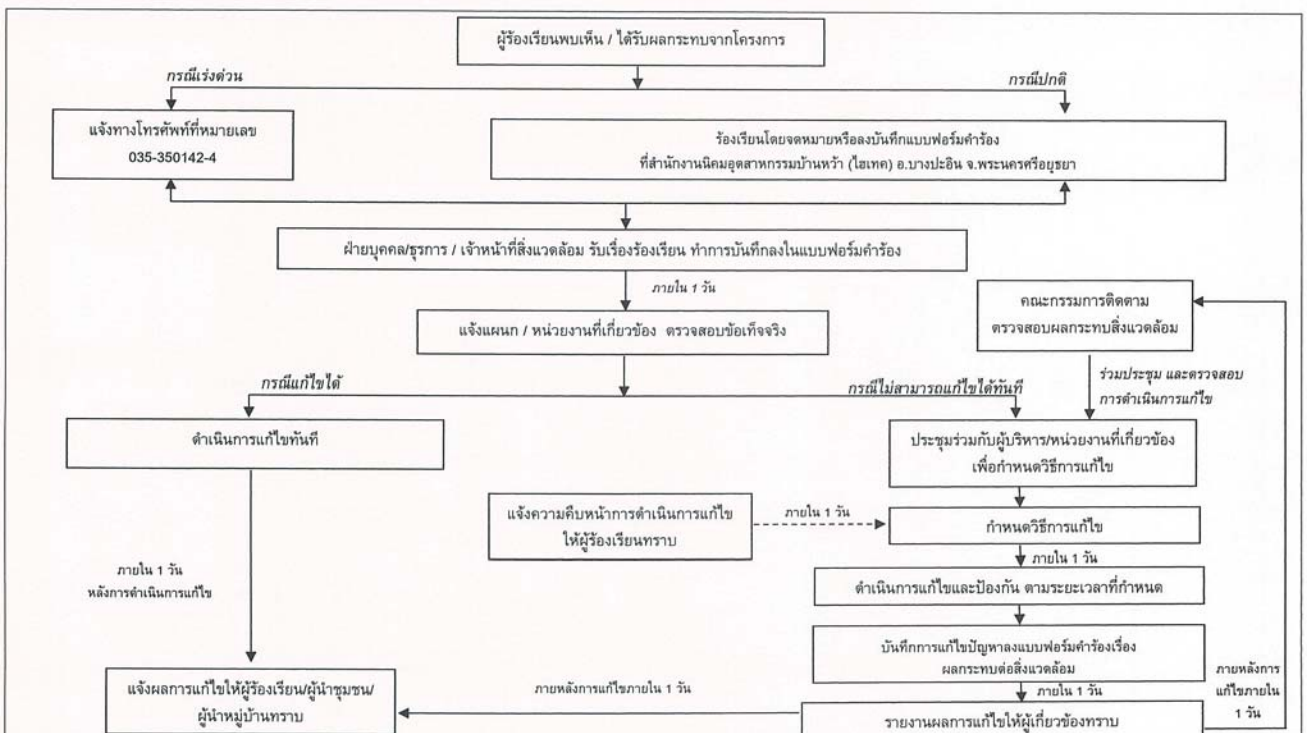 ผู้ร้องเรียนพบเห็น / ได้รับผลกระทบจากโครงการ
กรณีเร่งด่วน
กรณีปกติ
แจ้งทางโทรศัพท์ที่หมายเลข
035-350142-4
ร้องเรียนโดยจดหมายหรือลงบันทึกแบบฟอร์มคำร้อง
ที่สำนักงานนิคมอุตสาหกรรมบ้านหว้า (ไฮเทค) อ.บางปะอิน จ.พระนครศรีอยุธยา
ฝ่ายบุคคล/ธุรการ / เจ้าหน้าที่สิ่งแวดล้อม รับเรื่องร้องเรียน ทำการบันทึกลงในแบบฟอร์มคำร้อง
ภายใน 1 วัน
คณะกรรมการติดตาม
ตรวจสอบผลกระทบสิ่งแวดล้อม
แจ้งแผนก / หน่วยงานที่เกี่ยวข้อง ตรวจสอบข้อเท็จจริง
กรณีแก้ไขได้
กรณีไม่สามารถแก้ไขได้ทันที
ร่วมประชุม และตรวจสอบ
การดำเนินการแก้ไข
ดำเนินการแก้ไขทันที
ประชุมร่วมกับผู้บริหาร/หน่วยงานที่เกี่ยวข้อง
เพื่อกำหนดวิธีการแก้ไข
แจ้งความคืบหน้าการดำเนินการแก้ไข
ให้ผู้ร้องเรียนทราบ
ภายใน 1 วัน
กำหนดวิธีการแก้ไข
ภายใน 1 วัน
ภายใน 1 วัน
หลังการดำเนินการแก้ไข
ดำเนินการแก้ไขและป้องกัน ตามระยะเวลาที่กำหนด
บันทึกการแก้ไขปัญหาลงแบบฟอร์มคำร้องเรื่อง
ผลกระทบต่อสิ่งแวดล้อม
แจ้งผลการแก้ไขให้ผู้ร้องเรียน/ผู้นำชุมชน/
ผู้นำหมู่บ้านทราบ
ภายหลังการแก้ไขภายใน 1 วัน
ภายใน 1 วัน
รายงานผลการแก้ไขให้ผู้เกี่ยวข้องทราบ
ภายหลังการ
แก้ไขภายใน
1 วัน